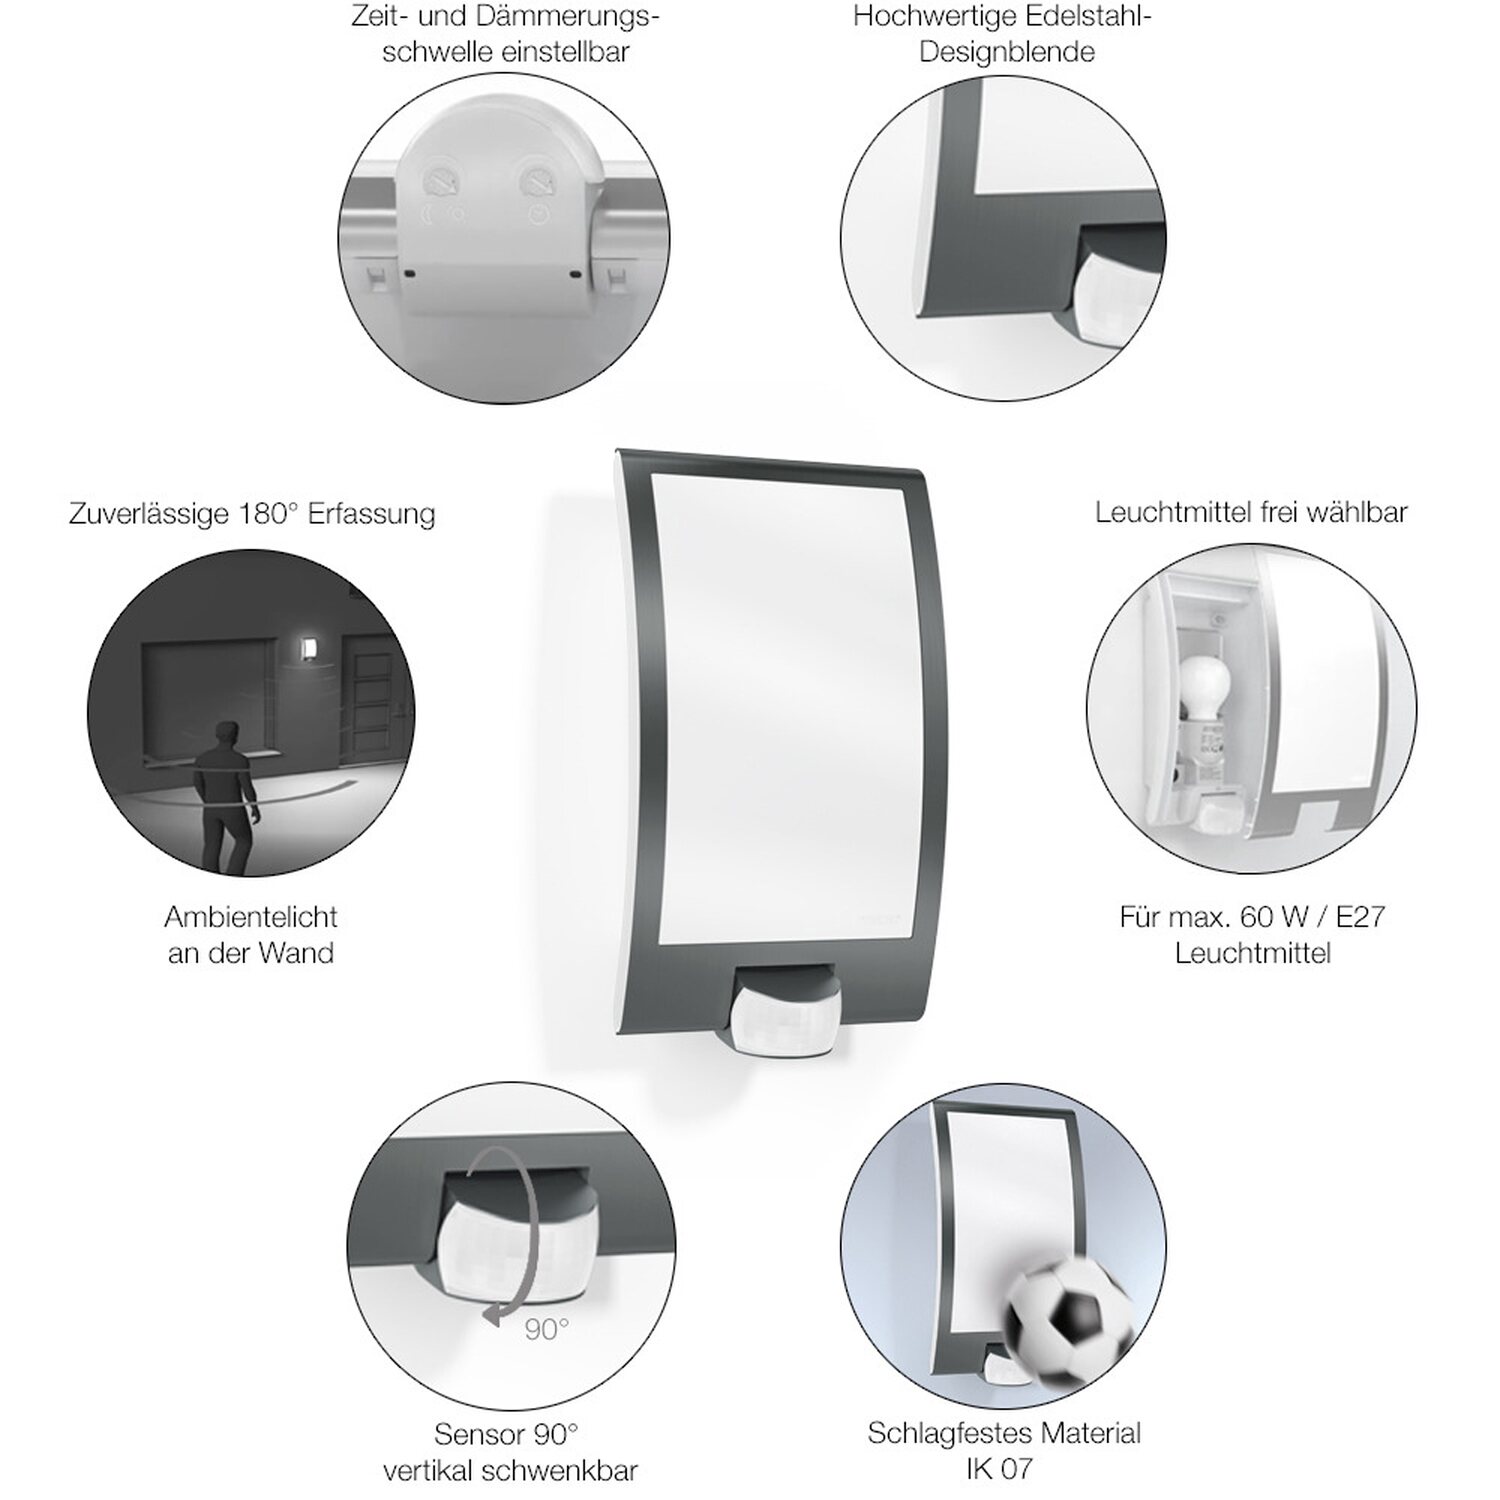 Zeit- und Dämmerungs-
schwelle einstellbar
Hochwertige Edelstahl-
Designblende
Zuverlässige 180° Erfassung
Leuchtmittel frei wählbar
Ambientelicht
an der Wand
Für max. 60 W / E27
Leuchtmittel
90°
Sensor 90°
vertikal schwenkbar
Schlagfestes Material
IK 07